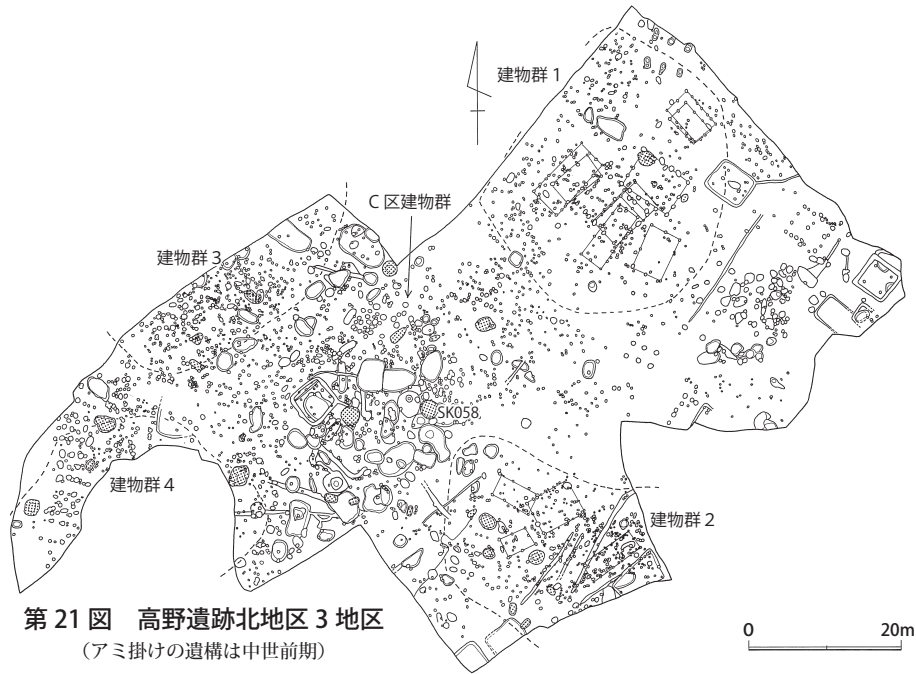 建物群 1
C 区建物群
建物群 3
SK058
建物群 4
建物群 2
第 21 図　高野遺跡北地区 3 地区
（アミ掛けの遺構は中世前期）
0 20m